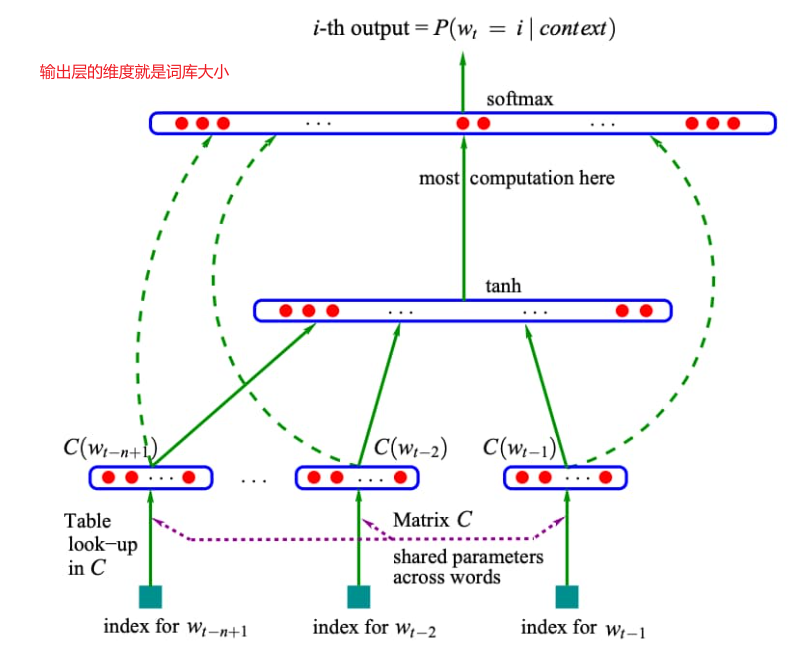 i-th output = P(w_t = i | context)
输出层的维度就是词库大小
softmax
. . .
. . .
most computation here
tanh
. . .
. . .
C(w_{t−n+1})
C(w_{t−2})
C(w_{t−1})
. . .
. . .
. . .
. . .
Table
look−up
in C
Matrix C
shared parameters
across words
index for w_{t−n+1}
index for w_{t−2}
index for w_{t−1}